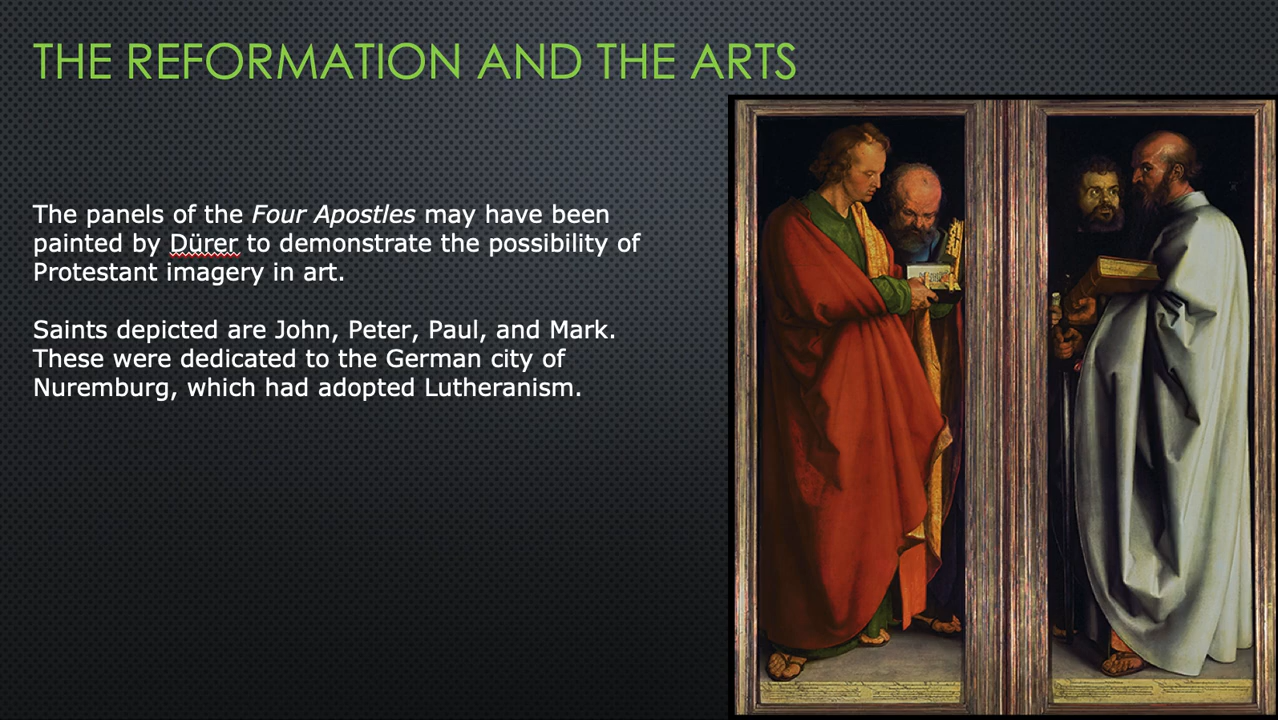 THE REFORMATION AND THE ARTS
The panels of the Four Apostles may have been
painted by Dürer to demonstrate the possibility of
Protestant imagery in art.
Saints depicted are John, Peter, Paul, and Mark.
These were dedicated to the German city of
Nuremburg, which had adopted Lutheranism.